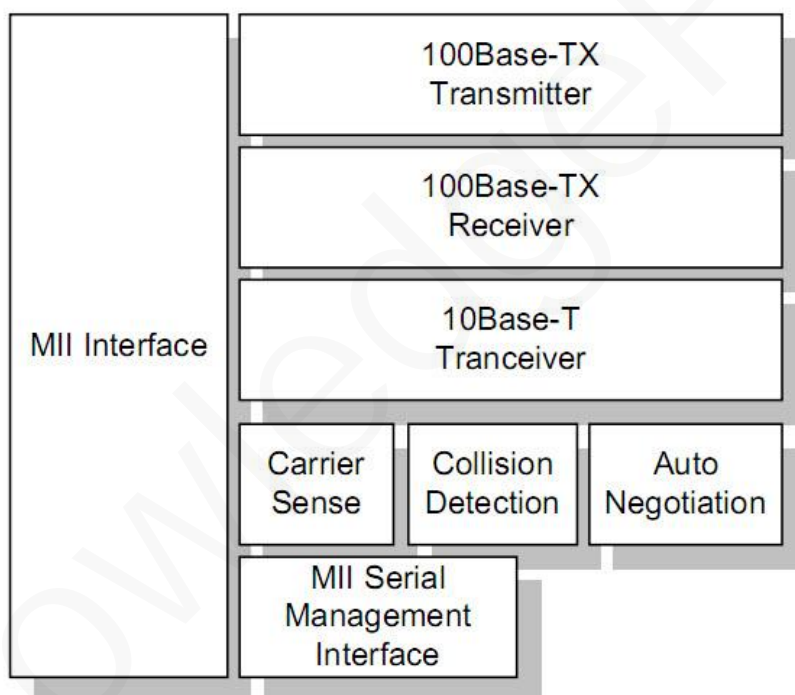 MII Interface
100Base-TX
Transmitter
100Base-TX
Receiver
10Base-T
Tranceiver
Carrier
Sense
Collision
Detection
Auto
Negotiation
MII Serial
Management
Interface